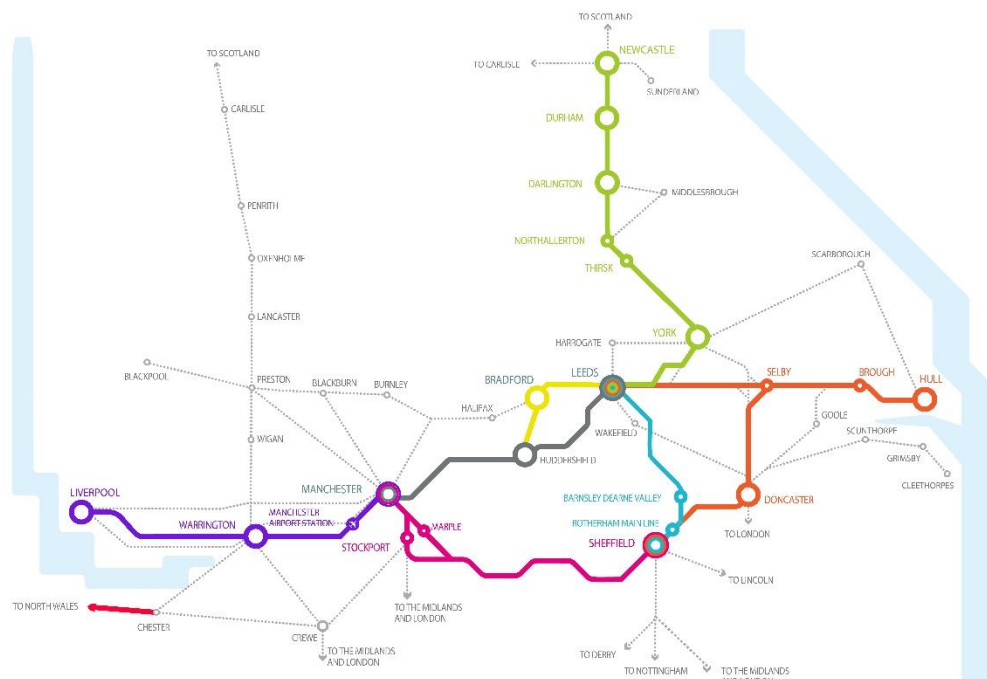 TO SCOTLAND
NEWCASTLE
TO CARLISLE
SUNDERLAND
TO SCOTLAND
CARLISLE
DURHAM
DARLINGTON
MIDDLESBROUGH
PENRITH
NORTHALLERTON
OXENHOLME
THIRSK
SCARBOROUGH
LANCASTER
YORK
HARROGATE
BLACKPOOL
PRESTON
BLACKBURN
BURNLEY
BRADFORD
LEEDS
SELBY
BROUGH
HULL
HALIFAX
WAKEFIELD
GOOLE
SCUNTHORPE
GRIMSBY
CLEETHORPES
WIGAN
HUDDERSFIELD
LIVERPOOL
MANCHESTER
BARNSLEY DEARNE VALLEY
DONCASTER
WARRINGTON
MANCHESTER
AIRPORT STATION
MARPLE
STOCKPORT
ROTHERHAM MAIN LINE
SHEFFIELD
TO LONDON
TO LINCOLN
TO NORTH WALES
CHESTER
CREWE
TO THE MIDLANDS
AND LONDON
TO THE MIDLANDS
AND LONDON
TO DERBY
TO NOTTINGHAM
TO THE MIDLANDS
AND LONDON